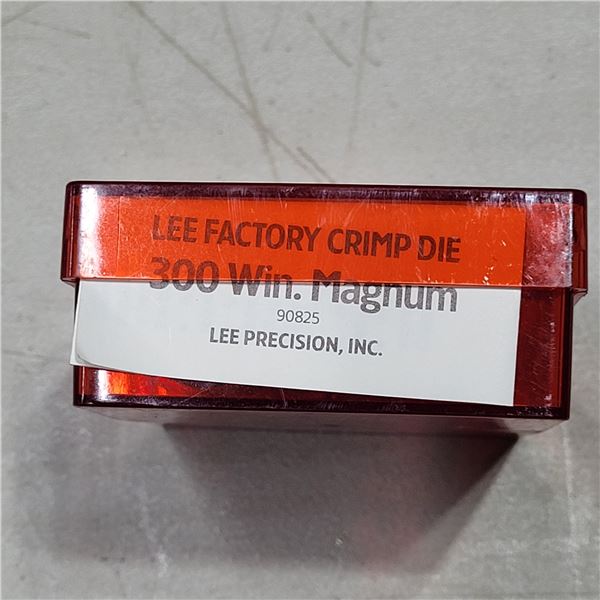 LEE FACTORY CRIMP DIE
300 Win. Magnum
90825
LEE PRECISION, INC.